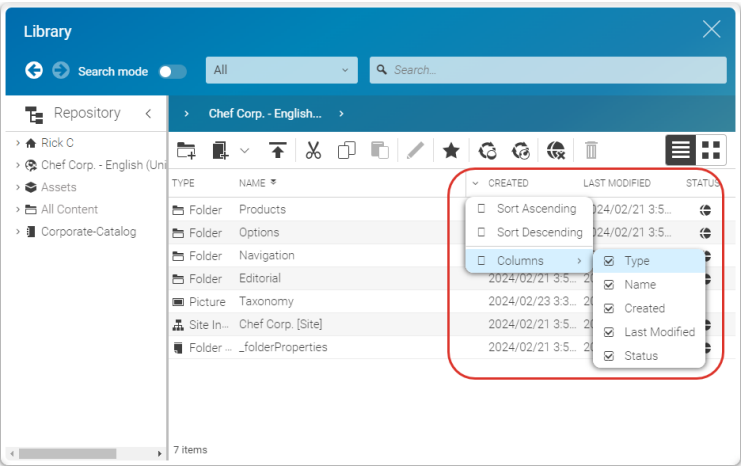 Library
Search mode
All
Search...
Repository
Chef Corp. - English...
Rick C
Chef Corp. - English (Uni
Assets
All Content
Corporate-Catalog
TYPE NAME CREATED LAST MODIFIED STATUS
Folder Products 2024/02/21 3:5...
Folder Options 2024/02/21 3:5...
Folder Navigation
Folder Editorial 2024/02/21 3:5... 20
Picture Taxonomy 2024/02/23 3:3... 20
Site In... Chef Corp. [Site] 2024/02/21 3:5... 20
Folder ... _folderProperties 2024/02/21 3:5... 20
Sort Ascending
Sort Descending
Columns
Type
Name
Created
Last Modified
Status
7 items